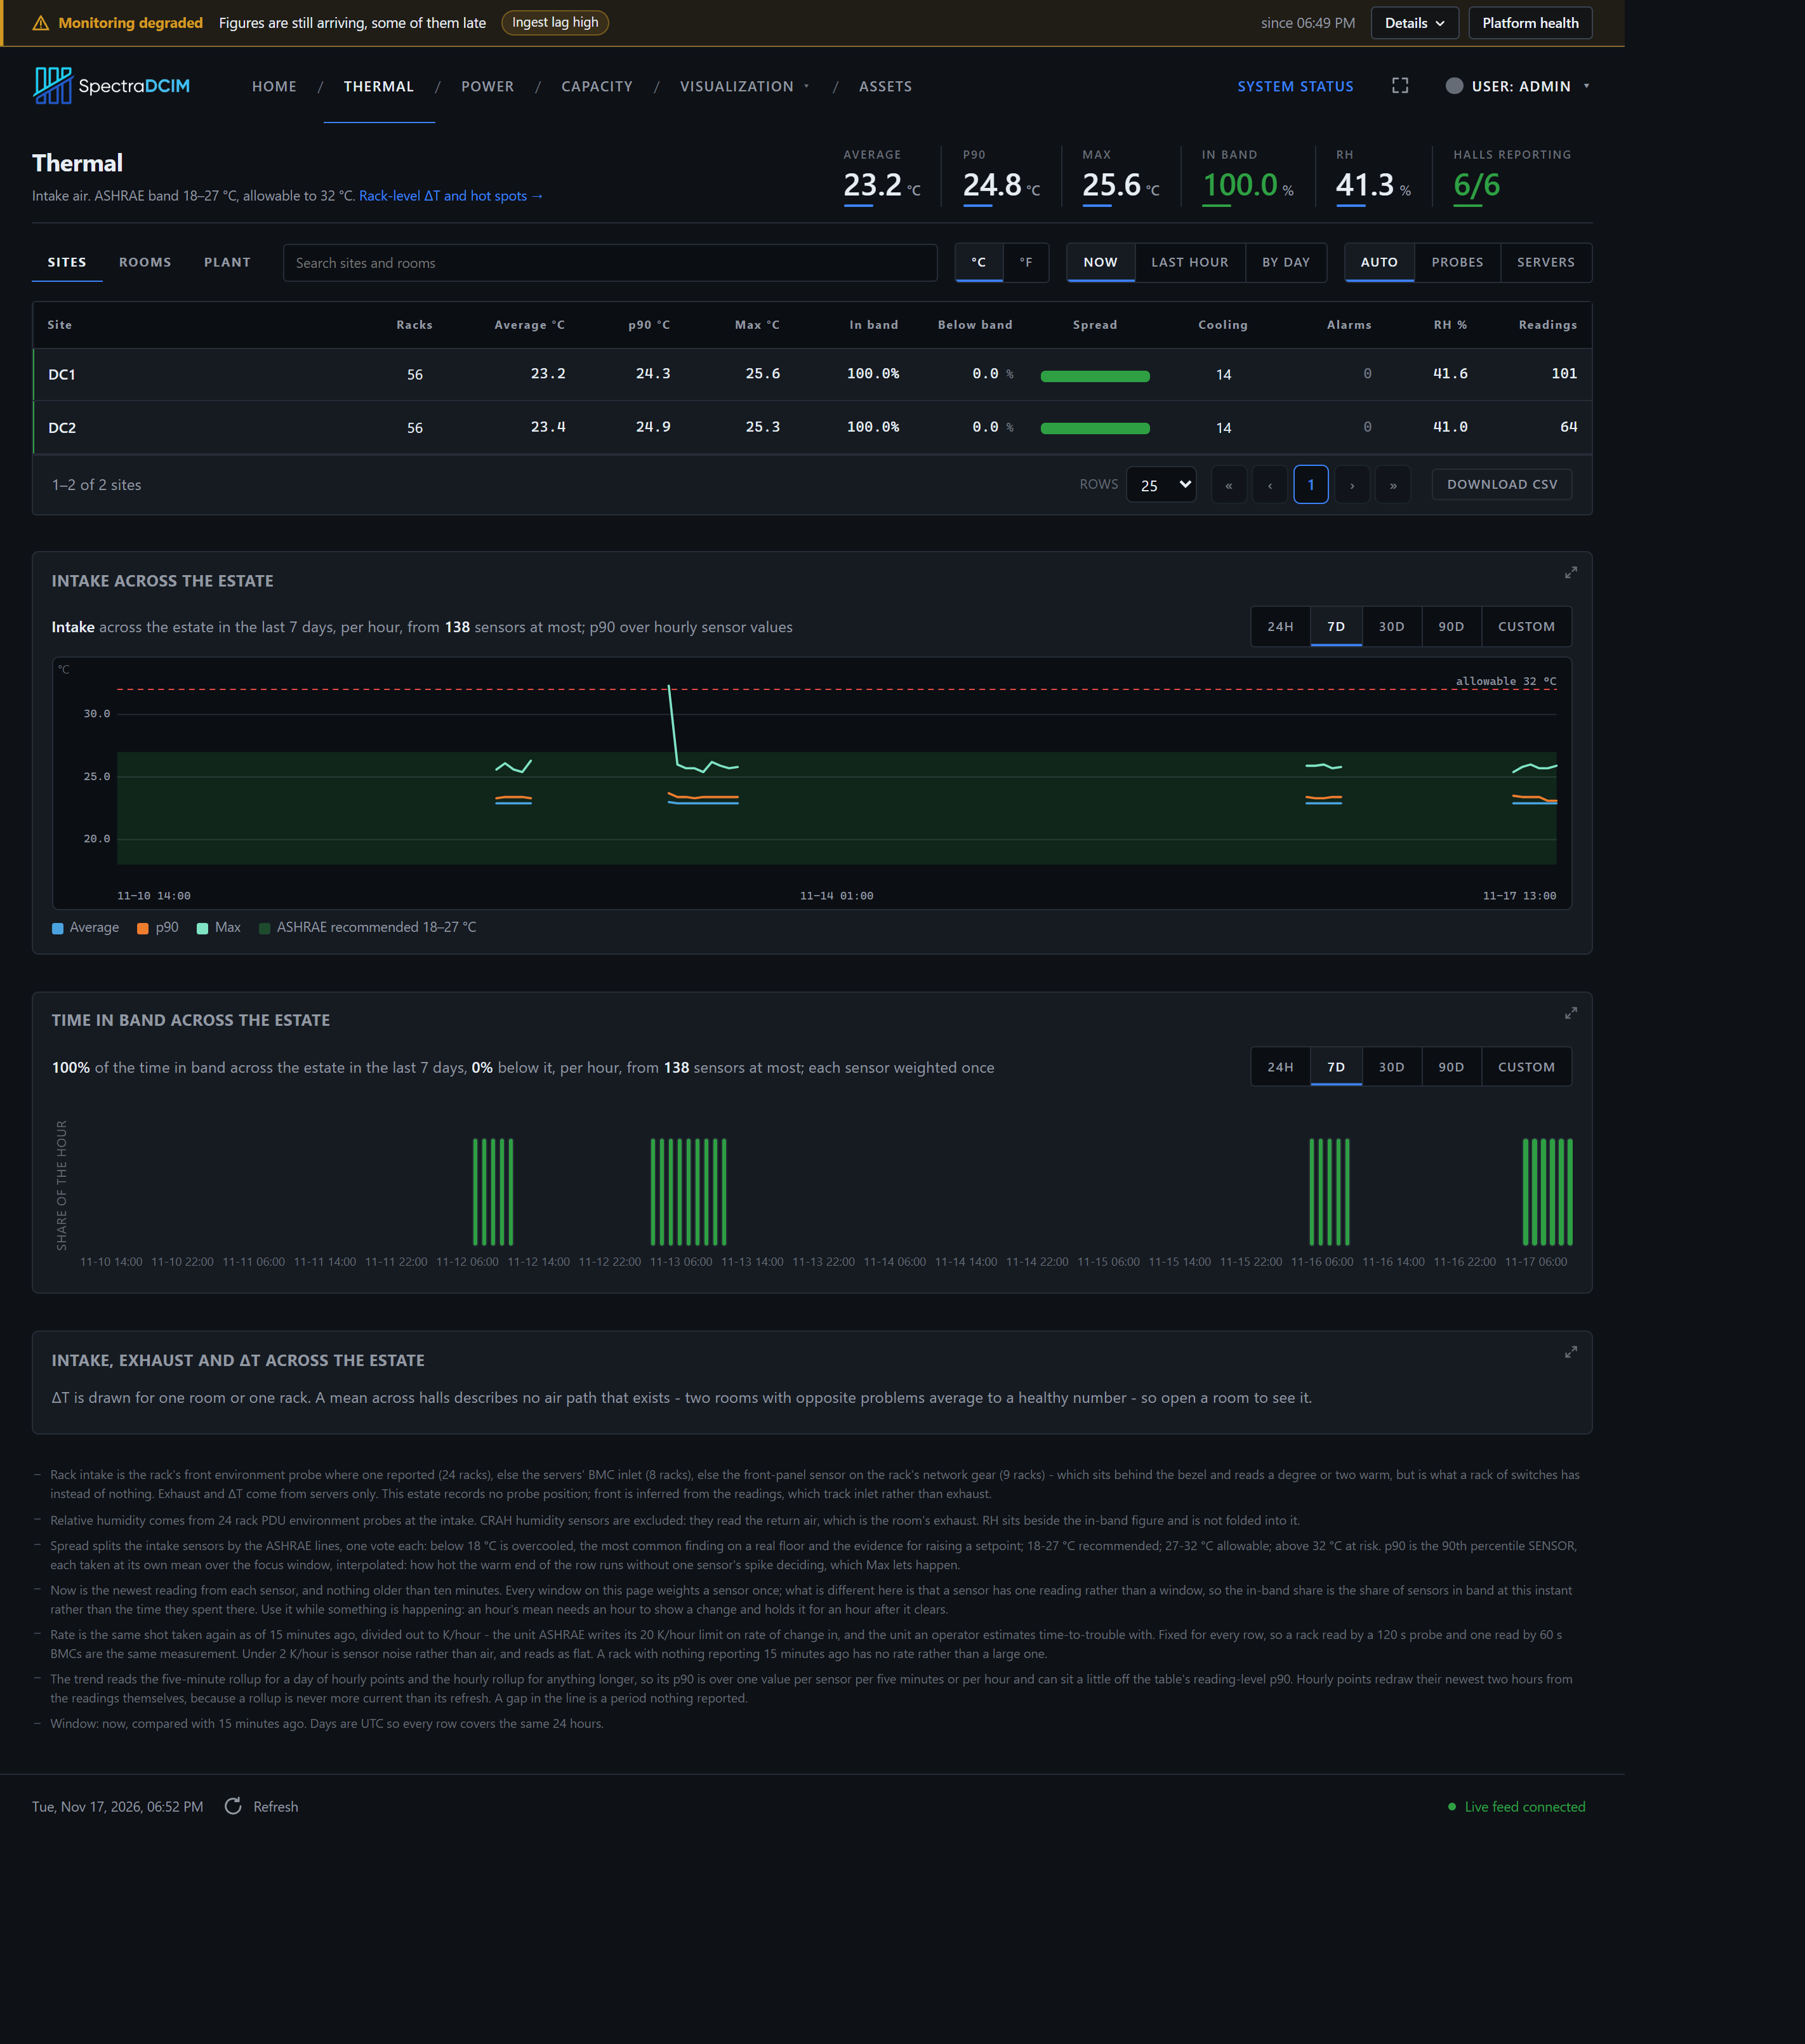 Monitoring degraded Figures are still arriving, some of them late Ingest lag high since 06:49 PM Details Platform health
SpectraDCIM HOME / THERMAL / POWER / CAPACITY / VISUALIZATION / ASSETS SYSTEM STATUS USER: ADMIN
Thermal
Intake air. ASHRAE band 18–27 °C, allowable to 32 °C. Rack-level ΔT and hot spots →
AVERAGE P90 MAX IN BAND RH HALLS REPORTING
23.2 °C 24.8 °C 25.6 °C 100.0 % 41.3 % 6/6
SITES ROOMS PLANT Search sites and rooms °C °F NOW LAST HOUR BY DAY AUTO PROBES SERVERS
Site Racks Average °C p90 °C Max °C In band Below band Spread Cooling Alarms RH % Readings
DC1 56 23.2 24.3 25.6 100.0% 0.0 % 14 0 41.6 101
DC2 56 23.4 24.9 25.3 100.0% 0.0 % 14 0 41.0 64
1–2 of 2 sites ROWS 25 « ‹ 1 › » DOWNLOAD CSV
INTAKE ACROSS THE ESTATE
Intake across the estate in the last 7 days, per hour, from 138 sensors at most; p90 over hourly sensor values 24H 7D 30D 90D CUSTOM
°C
allowable 32 °C
30.0
25.0
20.0
11-10 14:00 11-14 01:00 11-17 13:00
Average p90 Max ASHRAE recommended 18–27 °C
TIME IN BAND ACROSS THE ESTATE
100% of the time in band across the estate in the last 7 days, 0% below it, per hour, from 138 sensors at most; each sensor weighted once 24H 7D 30D 90D CUSTOM
SHARE OF THE HOUR
11-10 14:00 11-10 22:00 11-11 06:00 11-11 14:00 11-11 22:00 11-12 06:00 11-12 14:00 11-12 22:00 11-13 06:00 11-13 14:00 11-13 22:00 11-14 06:00 11-14 14:00 11-14 22:00 11-15 06:00 11-15 14:00 11-15 22:00 11-16 06:00 11-16 14:00 11-16 22:00 11-17 06:00
INTAKE, EXHAUST AND ΔT ACROSS THE ESTATE
ΔT is drawn for one room or one rack. A mean across halls describes no air path that exists - two rooms with opposite problems average to a healthy number - so open a room to see it.
– Rack intake is the rack's front environment probe where one reported (24 racks), else the servers' BMC inlet (8 racks), else the front-panel sensor on the rack's network gear (9 racks) - which sits behind the bezel and reads a degree or two warm, but is what a rack of switches has
instead of nothing. Exhaust and ΔT come from servers only. This estate records no probe position; front is inferred from the readings, which track inlet rather than exhaust.
– Relative humidity comes from 24 rack PDU environment probes at the intake. CRAH humidity sensors are excluded: they read the return air, which is the room's exhaust. RH sits beside the in-band figure and is not folded into it.
– Spread splits the intake sensors by the ASHRAE lines, one vote each: below 18 °C is overcooled, the most common finding on a real floor and the evidence for raising a setpoint; 18-27 °C recommended; 27-32 °C allowable; above 32 °C at risk. p90 is the 90th percentile SENSOR,
each taken at its own mean over the focus window, interpolated: how hot the warm end of the row runs without one sensor's spike deciding, which Max lets happen.
– Now is the newest reading from each sensor, and nothing older than ten minutes. Every window on this page weights a sensor once; what is different here is that a sensor has one reading rather than a window, so the in-band share is the share of sensors in band at this instant
rather than the time they spent there. Use it while something is happening: an hour's mean needs an hour to show a change and holds it for an hour after it clears.
– Rate is the same shot taken again as of 15 minutes ago, divided out to K/hour - the unit ASHRAE writes its 20 K/hour limit on rate of change in, and the unit an operator estimates time-to-trouble with. Fixed for every row, so a rack read by a 120 s probe and one read by 60 s
BMCs are the same measurement. Under 2 K/hour is sensor noise rather than air, and reads as flat. A rack with nothing reporting 15 minutes ago has no rate rather than a large one.
– The trend reads the five-minute rollup for a day of hourly points and the hourly rollup for anything longer, so its p90 is over one value per sensor per five minutes or per hour and can sit a little off the table's reading-level p90. Hourly points redraw their newest two hours from
the readings themselves, because a rollup is never more current than its refresh. A gap in the line is a period nothing reported.
– Window: now, compared with 15 minutes ago. Days are UTC so every row covers the same 24 hours.
Tue, Nov 17, 2026, 06:52 PM Refresh Live feed connected